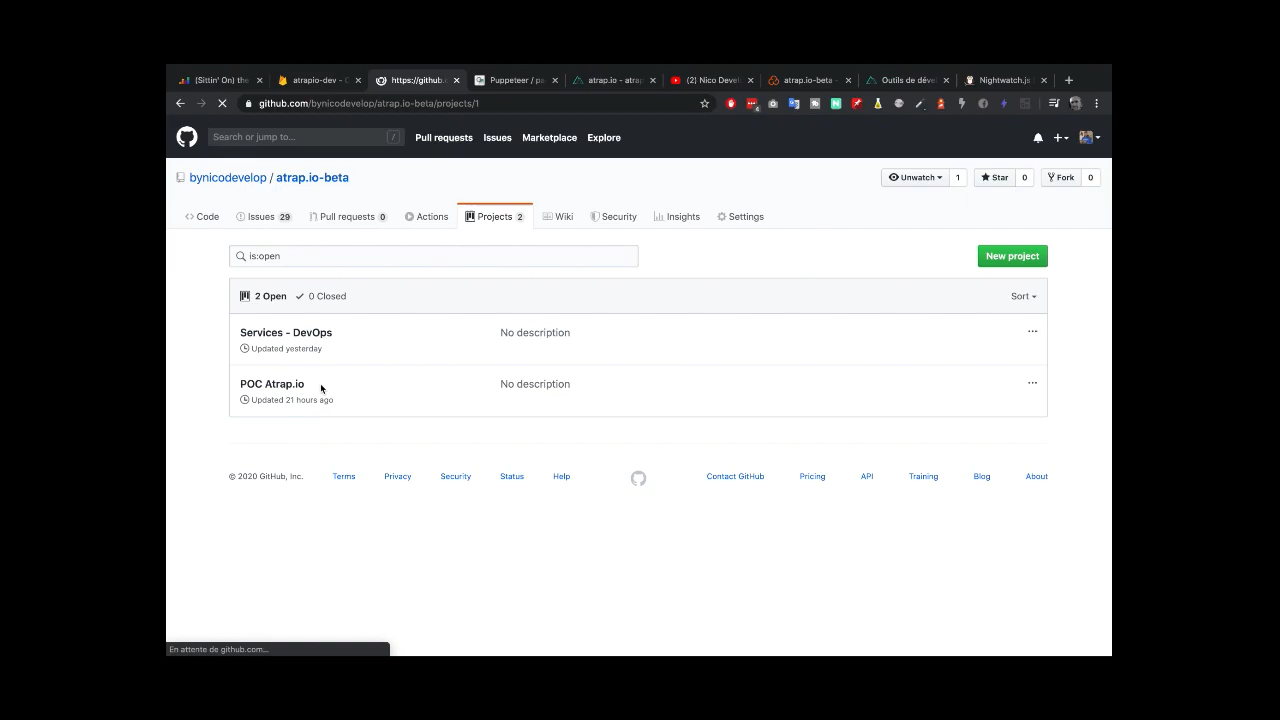 (Sittin' On) the
atrapio-dev - C
https://github.
Puppeteer / pa
atrap.io - atrap
(2) Nico Devel
atrap.io-beta -
Outils de déve
Nightwatch.js
github.com/bynicodevelop/atrap.io-beta/projects/1
Search or jump to...
/
Pull requests
Issues
Marketplace
Explore
bynicodevelop / atrap.io-beta
Unwatch
1
Star
0
Fork
0
Code
Issues 29
Pull requests 0
Actions
Projects 2
Wiki
Security
Insights
Settings
is:open
New project
2 Open
0 Closed
Sort
Services - DevOps
No description
Updated yesterday
POC Atrap.io
No description
Updated 21 hours ago
© 2020 GitHub, Inc.
Terms
Privacy
Security
Status
Help
Contact GitHub
Pricing
API
Training
Blog
About
En attente de github.com...